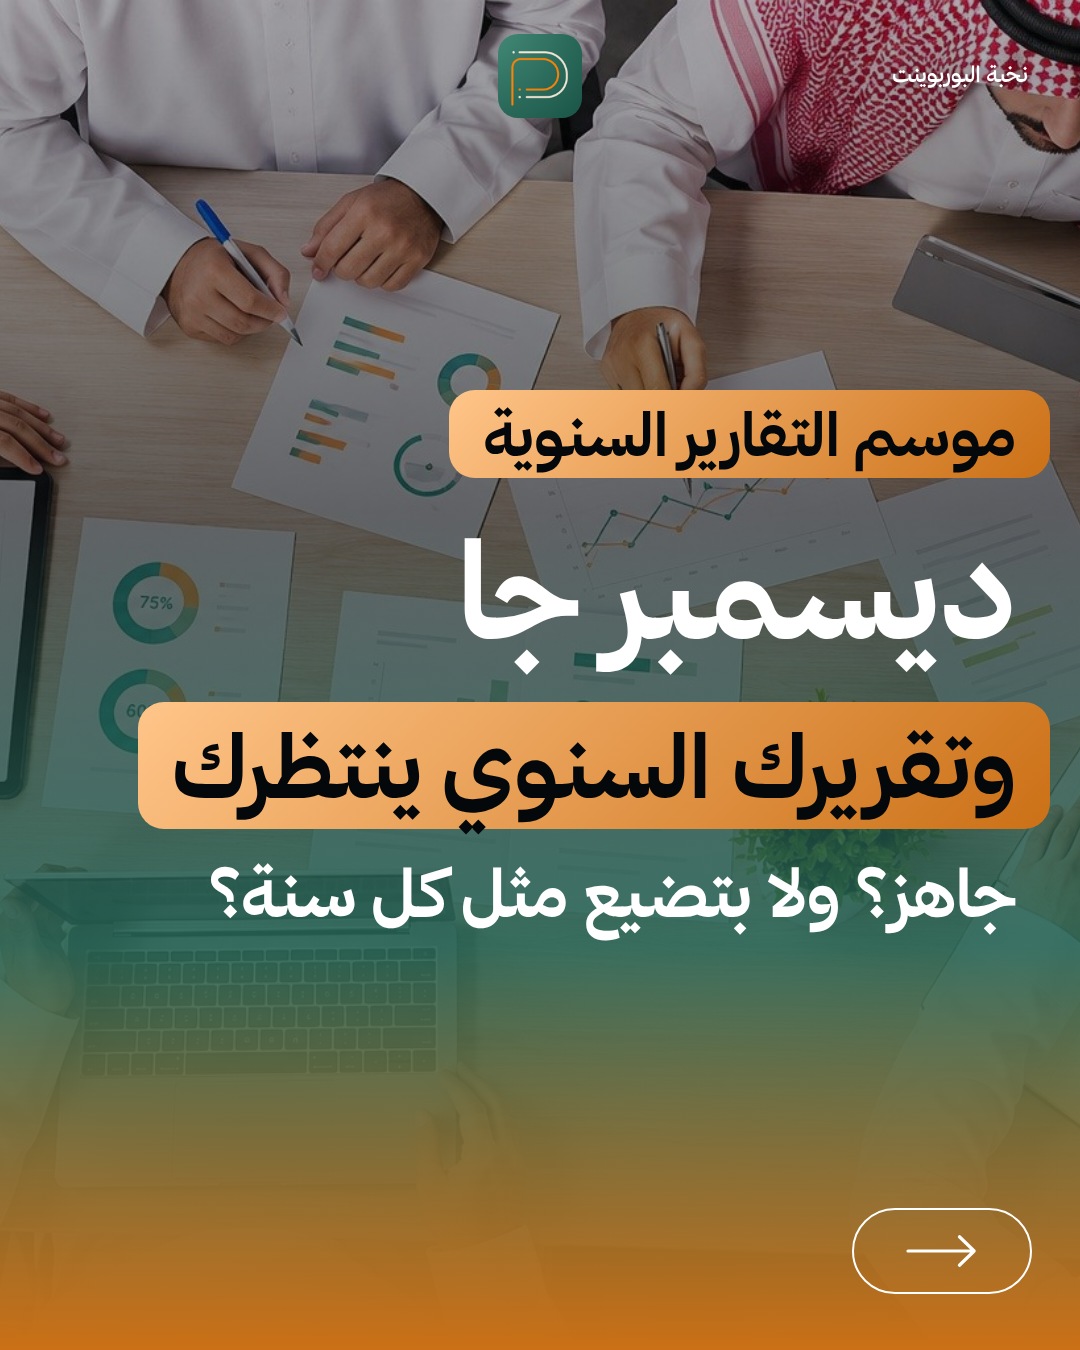 نخبة البوربوينت
موسم التقارير السنوية
ديسمبر جا
وتقريرك السنوي ينتظرك
جاهز؟ ولا بتضيع مثل كل سنة؟
75%